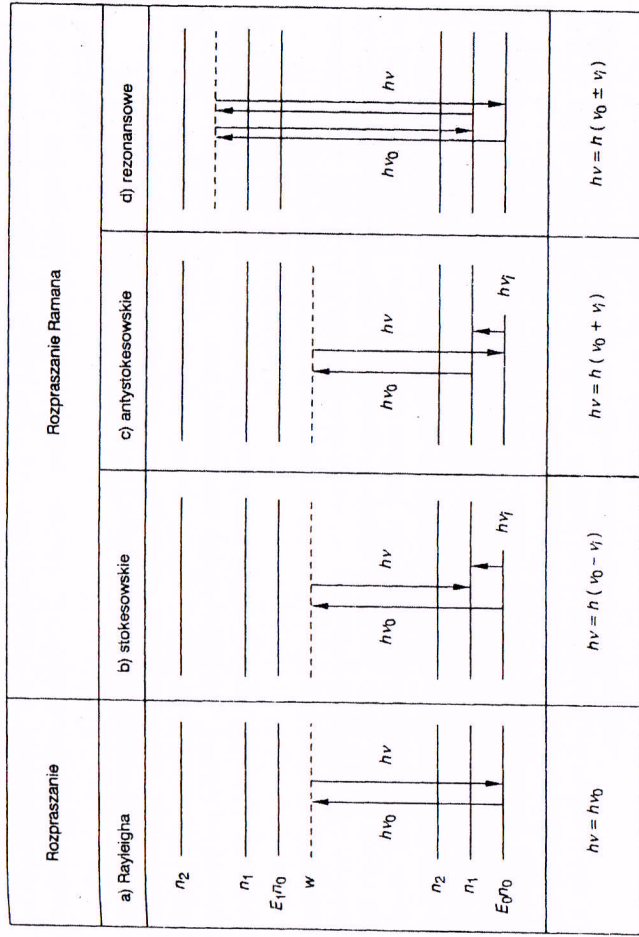 Rozpraszanie
Rozpraszanie Ramana
a) Rayleigha
b) stokesowskie
c) antystokesowskie
d) rezonansowe
n₂
n₁
E₁n₀
w
n₂
n₁
E₀n₀
hν₀
hν
hν₀
hν
hνᵢ
hν₀
hν
hνᵢ
hν₀
hν
hν = hν₀
hν = h ( ν₀ − νᵢ )
hν = h ( ν₀ + νᵢ )
hν = h ( ν₀ ± νᵢ )